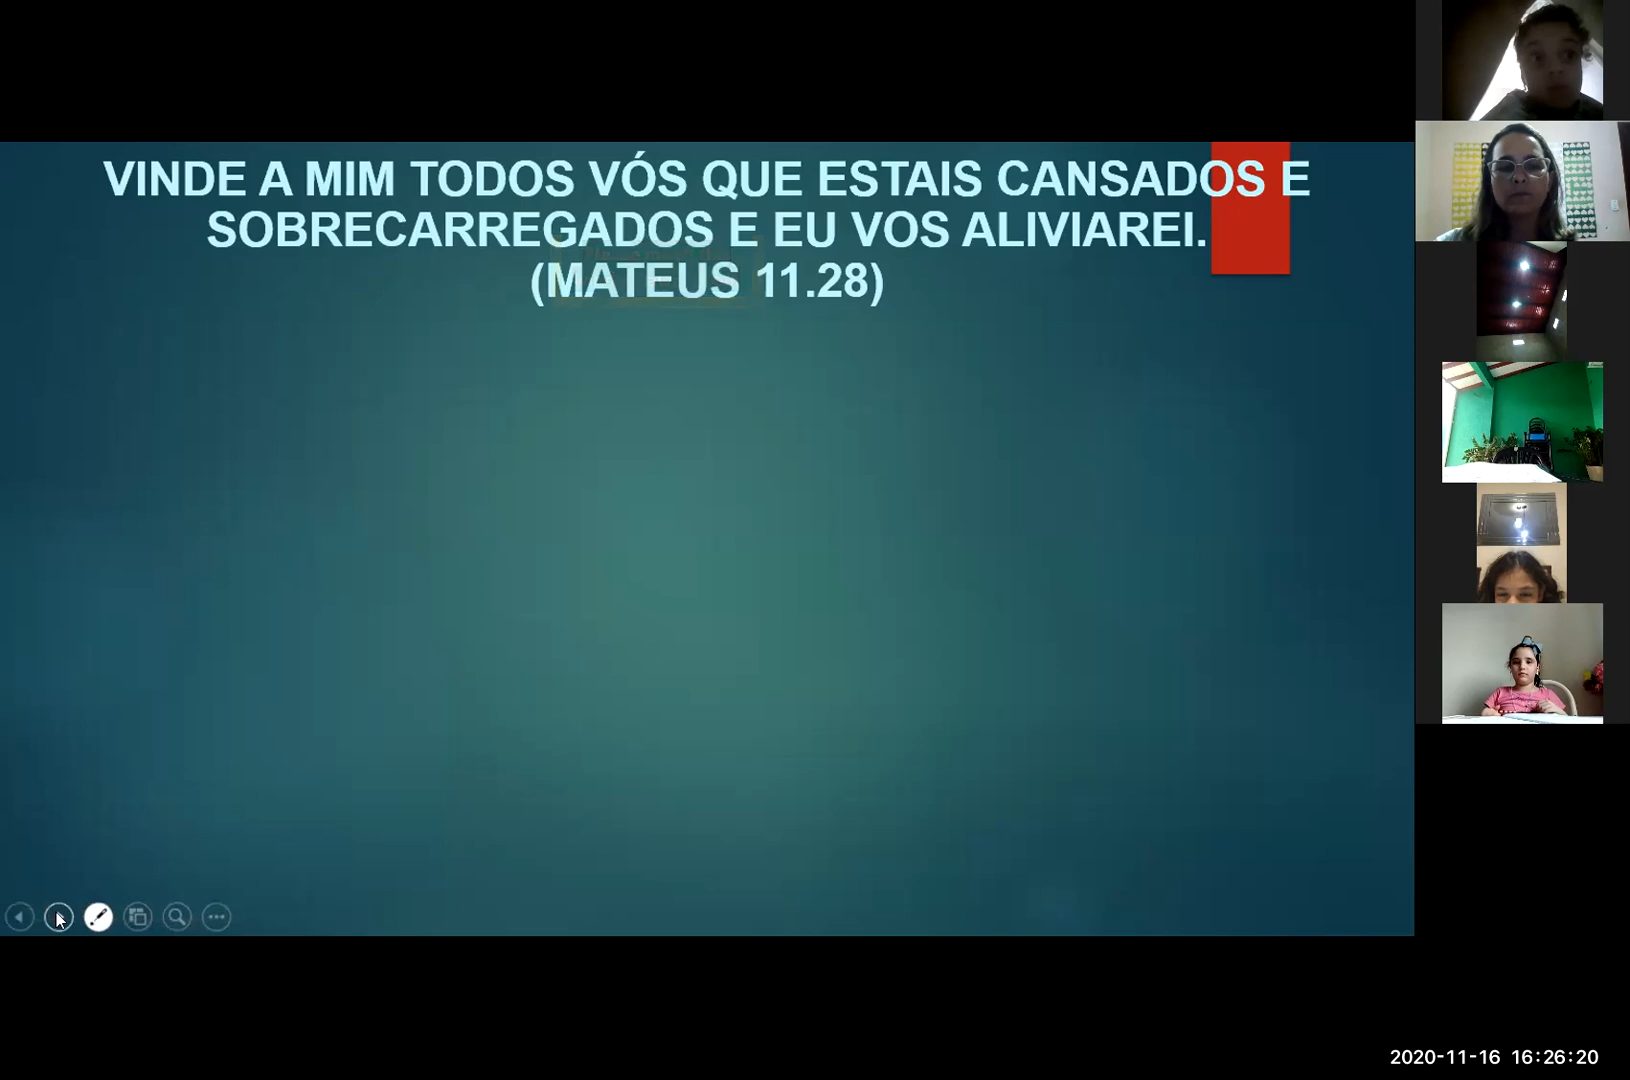 VINDE A MIM TODOS VÓS QUE ESTAIS CANSADOS E
SOBRECARREGADOS E EU VOS ALIVIAREI.
(MATEUS 11.28)
2020-11-16 16:26:20